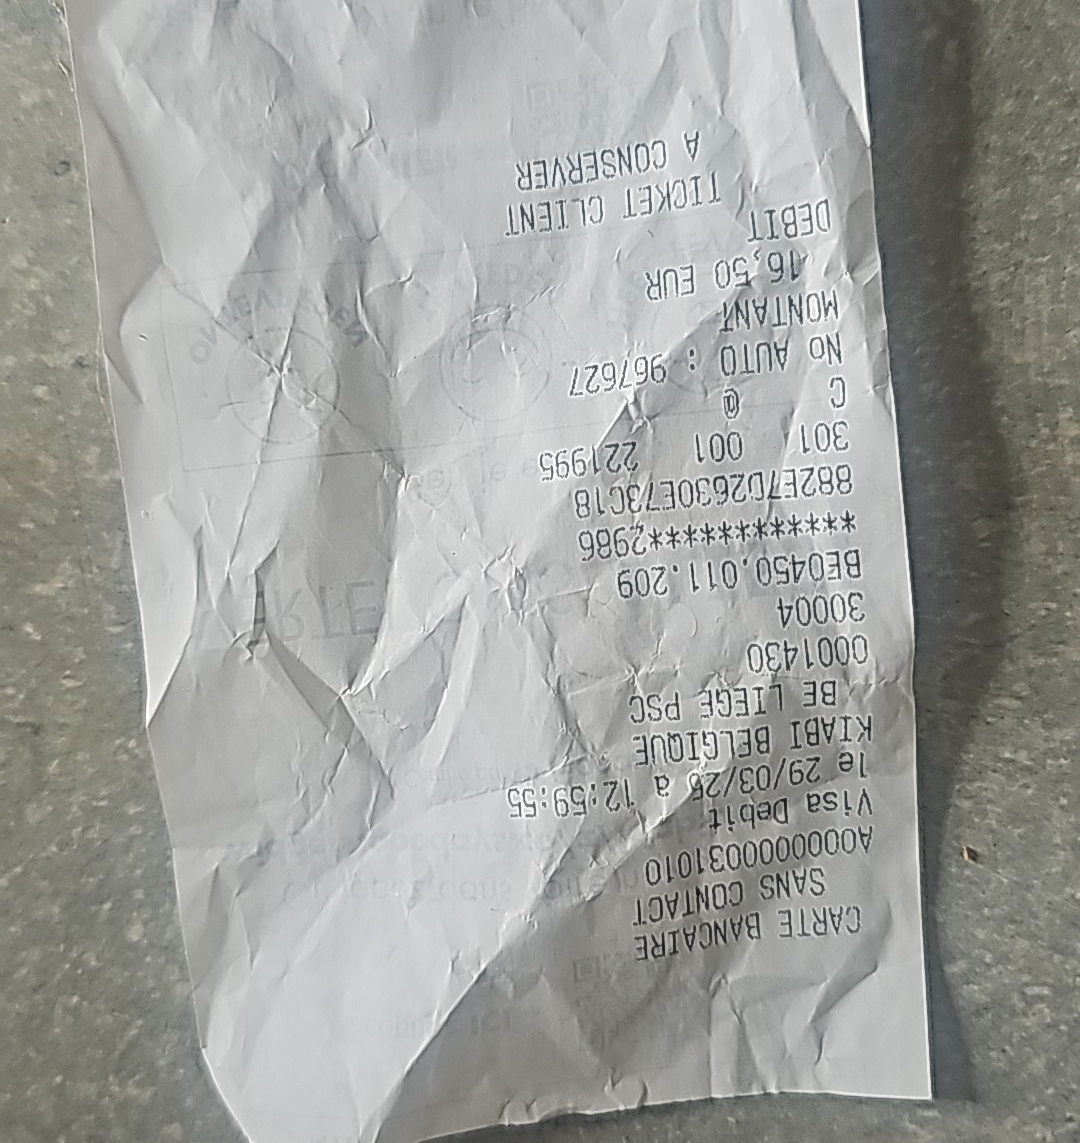 CARTE BANCAIRE
SANS CONTACT
A0000000031010
Visa Debit
le 29/03/25 a 12:59:55
KIABI BELGIQUE
BE LIEGE PSC
0001430
30004
BE0450.011.209
************2986
882E7D2630E73C18
301 001 221995
C @
No AUTO : 967627
MONTANT
16,50 EUR
DEBIT
TICKET CLIENT
A CONSERVER